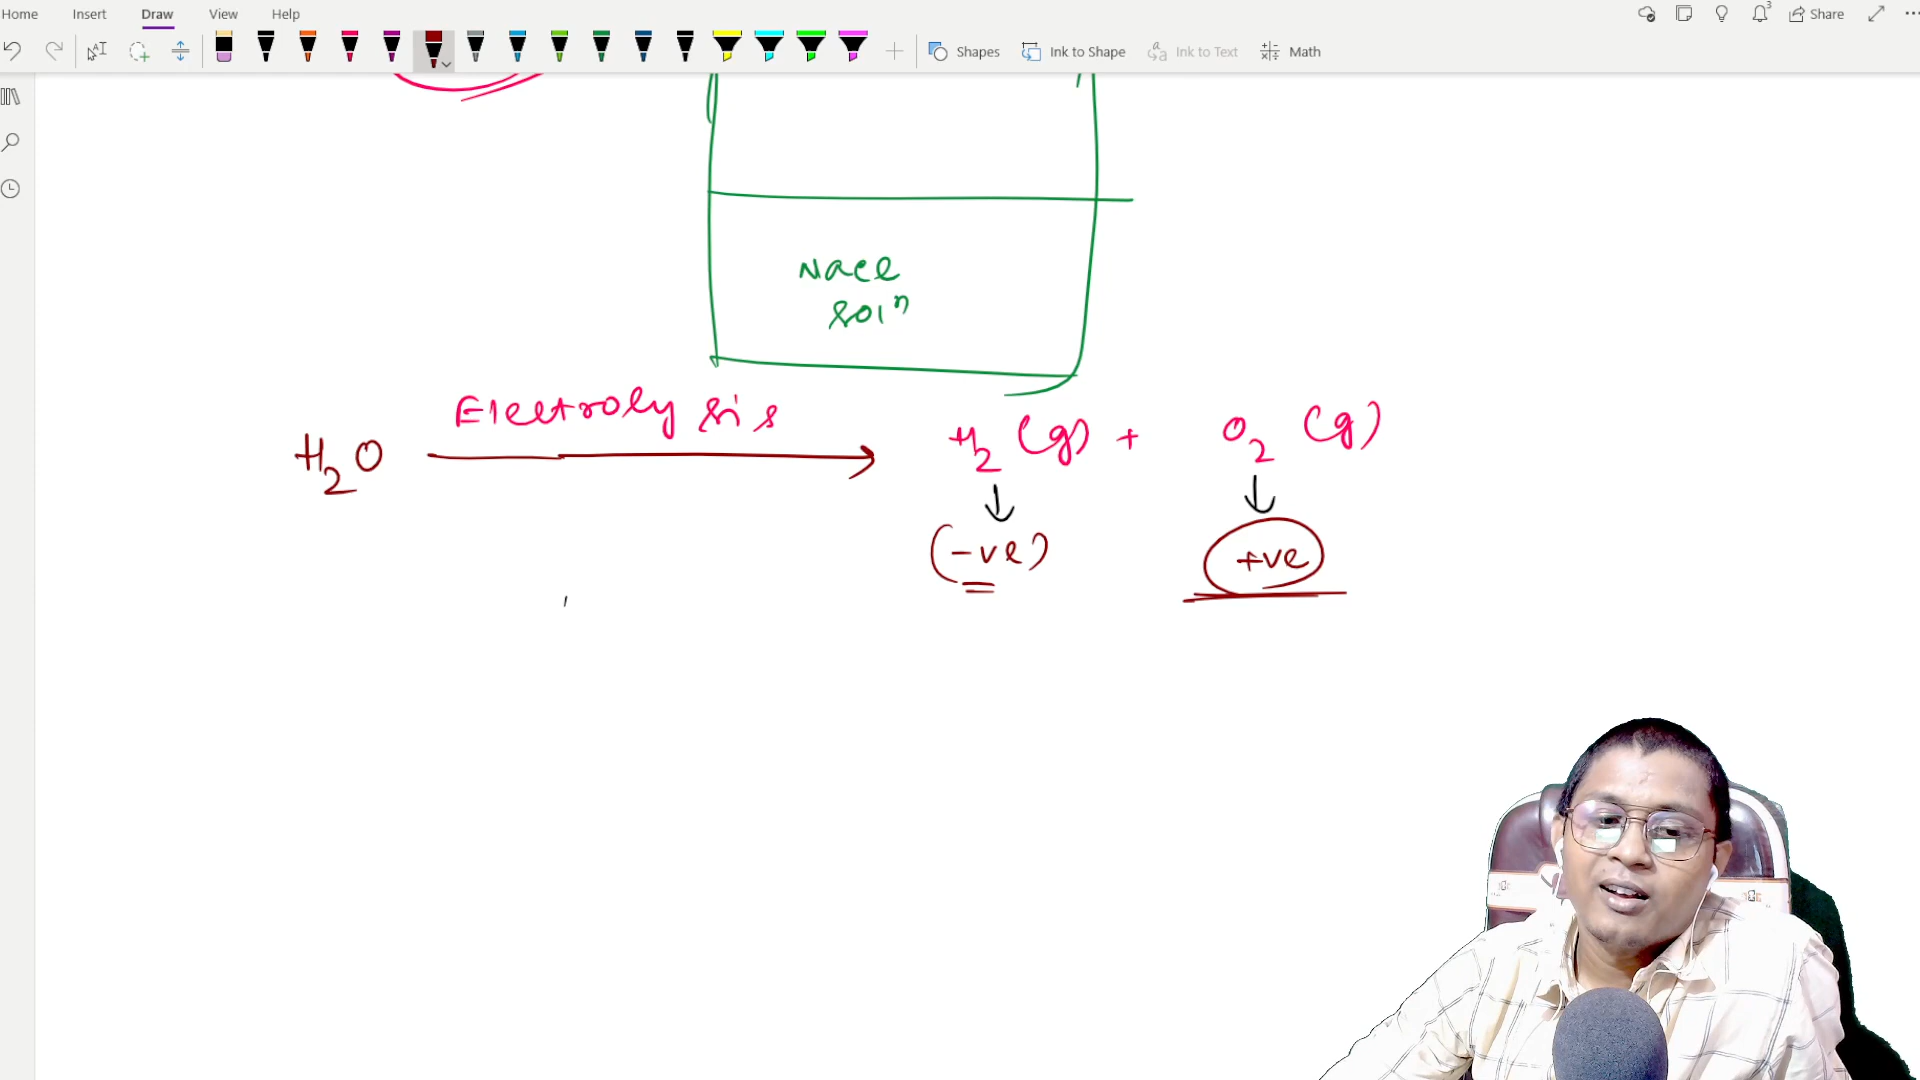 Home Insert Draw View Help
3 Share
Shapes Ink to Shape Ink to Text Math
NaCl
Solⁿ
Electrolysis
H₂O → H₂ (g) + O₂ (g)
↓ ↓
(-ve) +ve